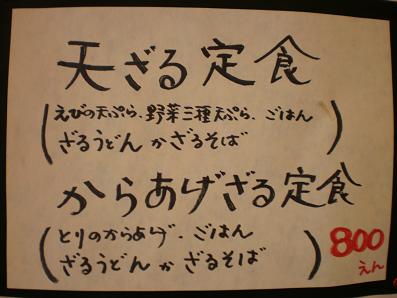 天ざる定食
(えびの天ぷら、野菜三種天ぷら、ごはん
ざるうどんかざるそば)
からあげざる定食
(とりのからあげ、ごはん
ざるうどんかざるそば)
800
えん